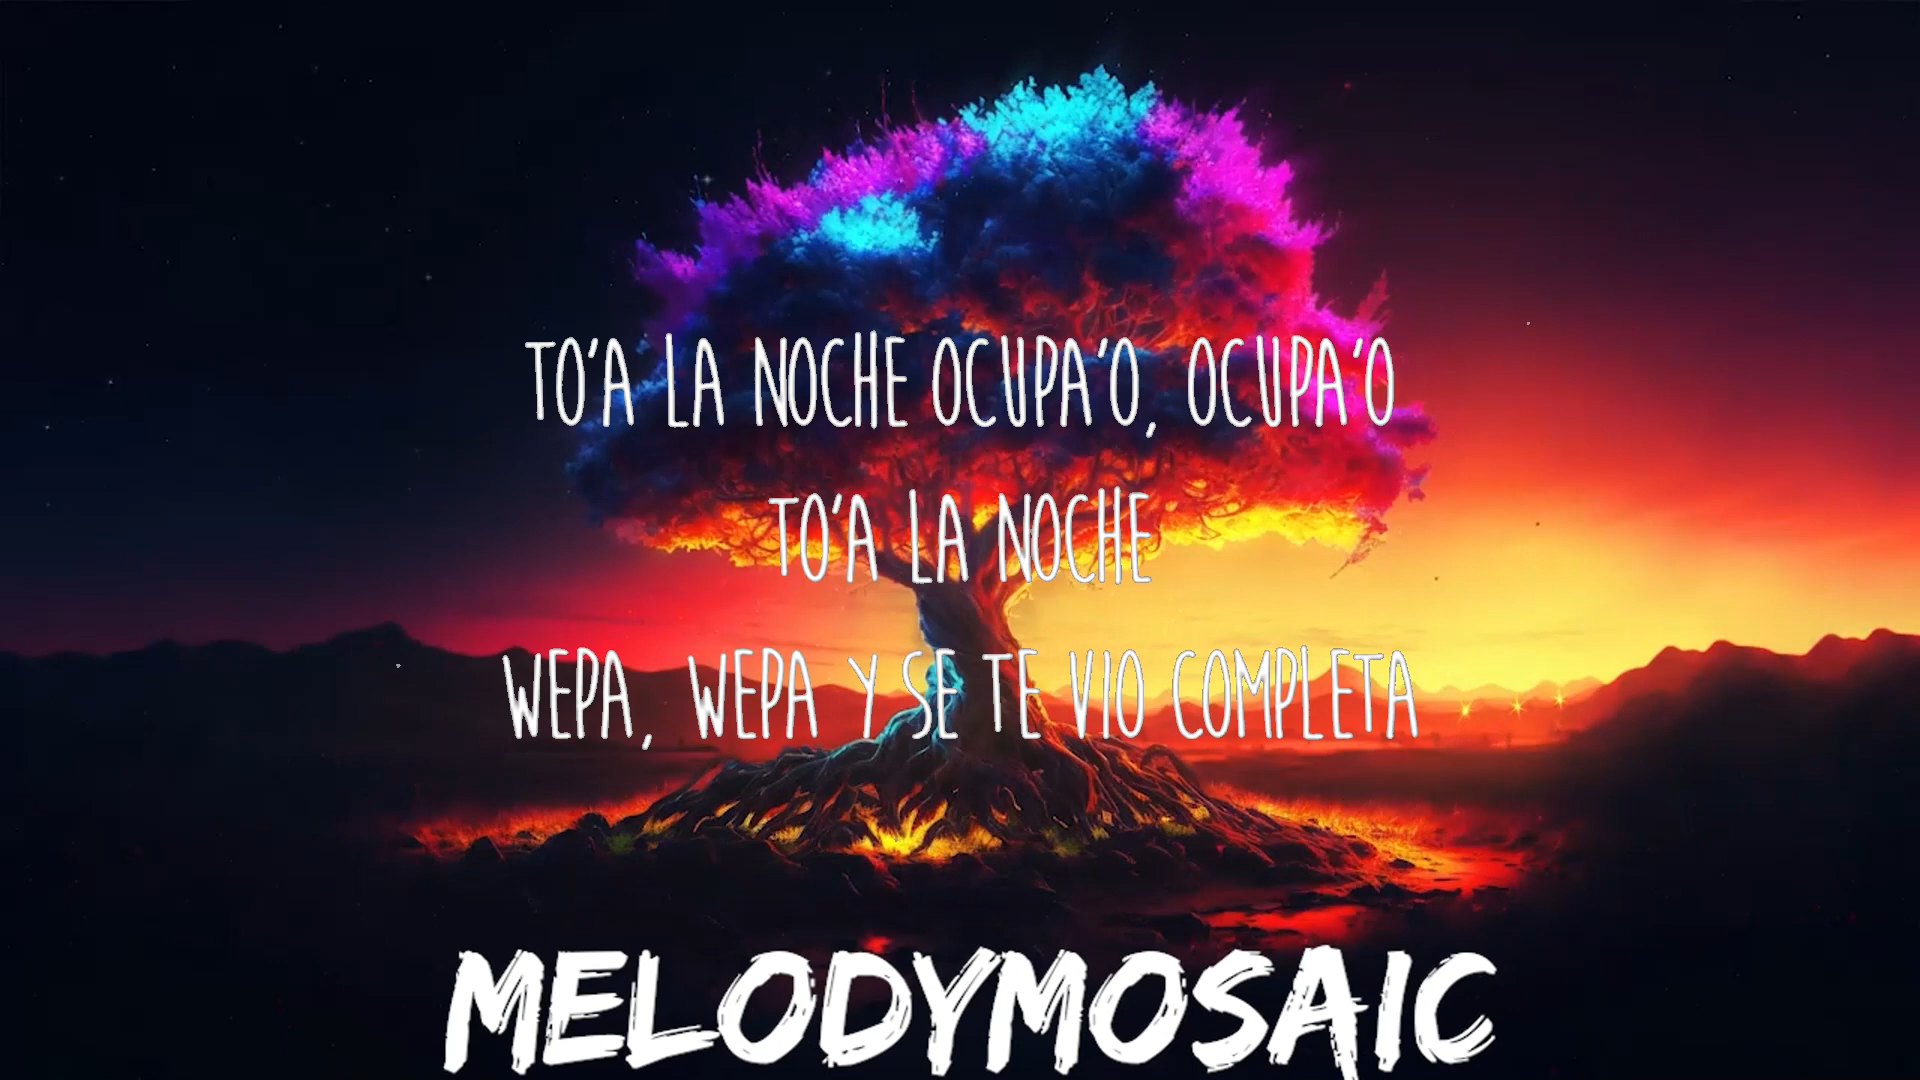 TO'A LA NOCHE OCUPA'O, OCUPA'O
TO'A LA NOCHE
WEPA, WEPA Y SE TE VIO COMPLETA
MELODYMOSAIC